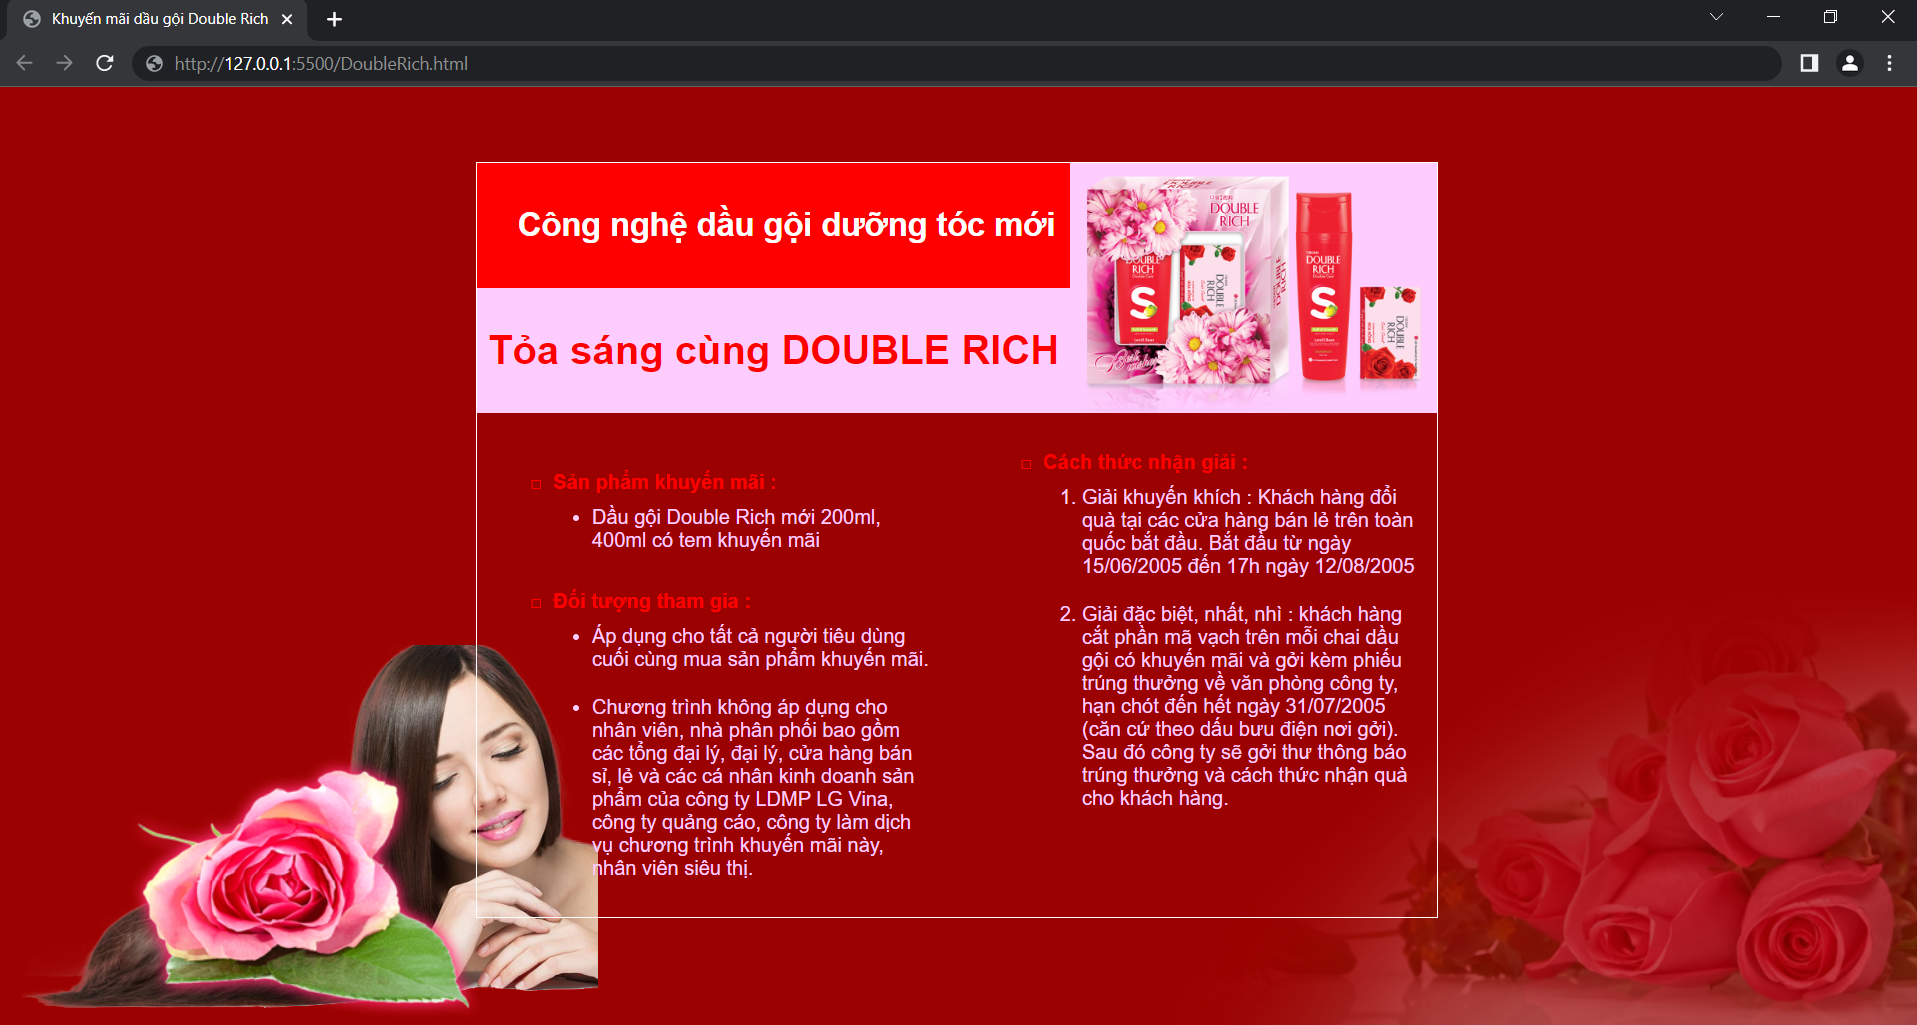 Khuyến mãi dầu gội Double Rich
http://127.0.0.1:5500/DoubleRich.html
Công nghệ dầu gội dưỡng tóc mới
Tỏa sáng cùng DOUBLE RICH
DOUBLE
RICH
DOUBLE
RICH
S
DOUBLE
RICH
DOUBLE
RICH
DOUBLE
RICH
S
DOUBLE
RICH
Sản phẩm khuyến mãi :
Dầu gội Double Rich mới 200ml,
400ml có tem khuyến mãi
Đối tượng tham gia :
Áp dụng cho tất cả người tiêu dùng
cuối cùng mua sản phẩm khuyến mãi.
Chương trình không áp dụng cho
nhân viên, nhà phân phối bao gồm
các tổng đại lý, đại lý, cửa hàng bán
sỉ, lẻ và các cá nhân kinh doanh sản
phẩm của công ty LDMP LG Vina,
công ty quảng cáo, công ty làm dịch
vụ chương trình khuyến mãi này,
nhân viên siêu thị.
Cách thức nhận giải :
1. Giải khuyến khích : Khách hàng đổi
quà tại các cửa hàng bán lẻ trên toàn
quốc bắt đầu. Bắt đầu từ ngày
15/06/2005 đến 17h ngày 12/08/2005
2. Giải đặc biệt, nhất, nhì : khách hàng
cắt phần mã vạch trên mỗi chai dầu
gội có khuyến mãi và gởi kèm phiếu
trúng thưởng về văn phòng công ty,
hạn chót đến hết ngày 31/07/2005
(căn cứ theo dấu bưu điện nơi gởi).
Sau đó công ty sẽ gởi thư thông báo
trúng thưởng và cách thức nhận quà
cho khách hàng.